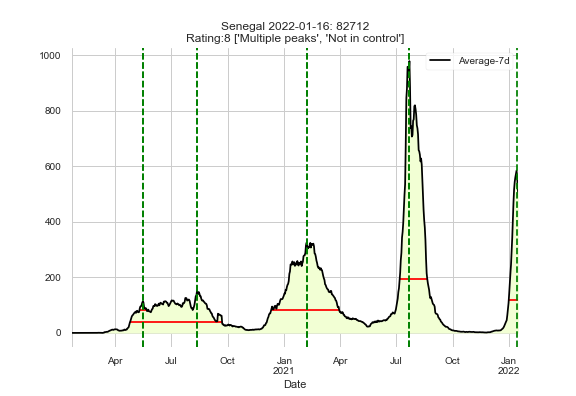 Senegal 2022-01-16: 82712
Rating:8 ['Multiple peaks', 'Not in control']
Average-7d
1000
800
600
400
200
0
Apr Jul Oct Jan Apr Jul Oct Jan
2021 2022
Date